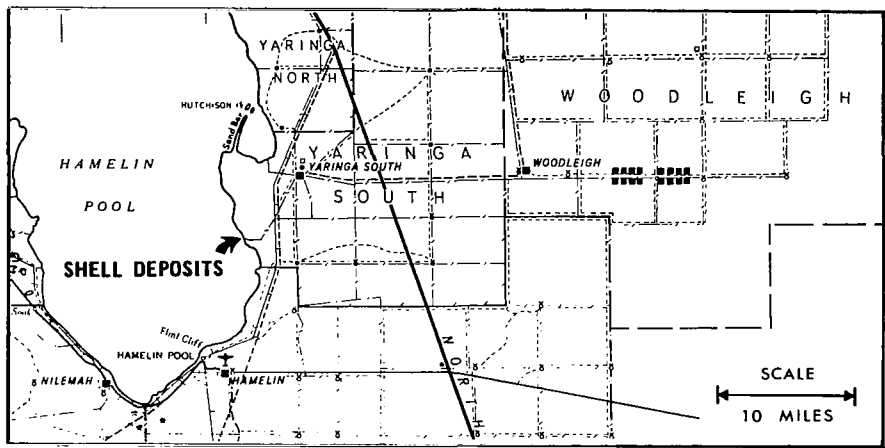 YARINGA
NORTH
HUTCHISON IS
Sand Bar
WOODLEIGH
HAMELIN
POOL
YARINGA
YARINGA SOUTH
WOODLEIGH
SOUTH
SHELL DEPOSITS
Flint Cliff
HAMELIN POOL
NILEMAH
HAMELIN
NORTH
SCALE
10 MILES